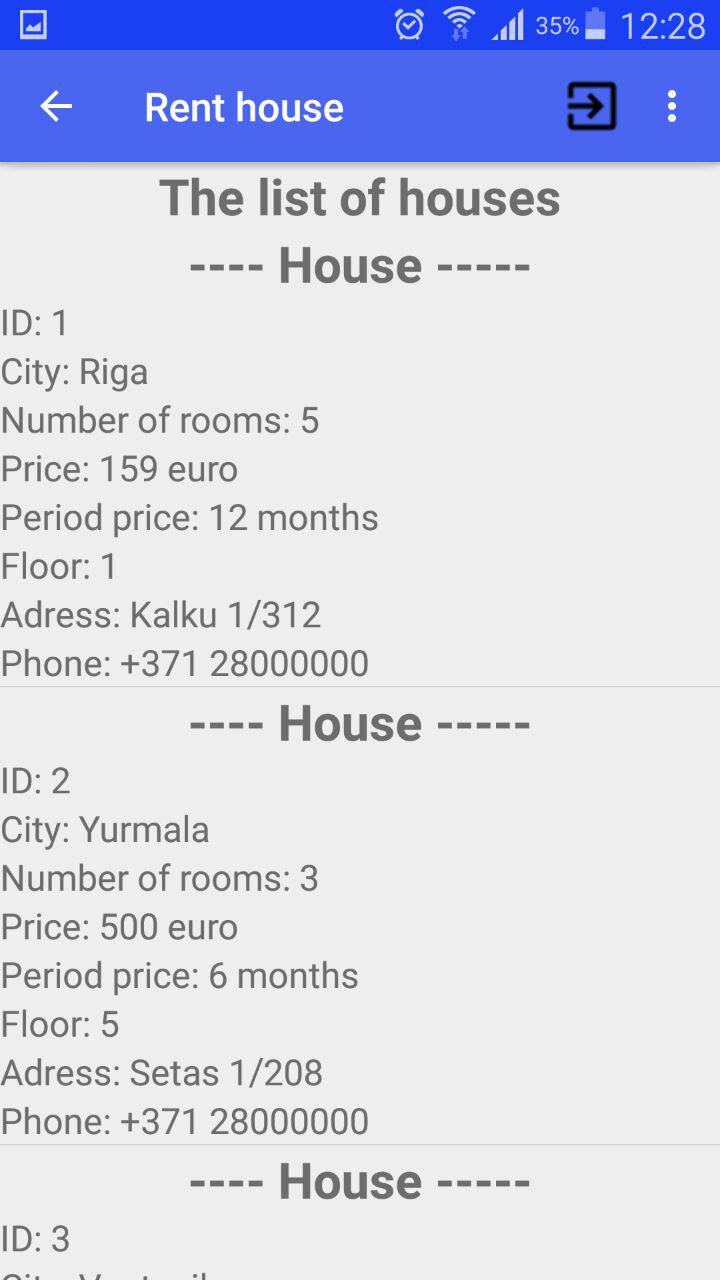 35% 12:28
Rent house
The list of houses
---- House -----
ID: 1
City: Riga
Number of rooms: 5
Price: 159 euro
Period price: 12 months
Floor: 1
Adress: Kalku 1/312
Phone: +371 28000000
---- House -----
ID: 2
City: Yurmala
Number of rooms: 3
Price: 500 euro
Period price: 6 months
Floor: 5
Adress: Setas 1/208
Phone: +371 28000000
---- House -----
ID: 3
City: